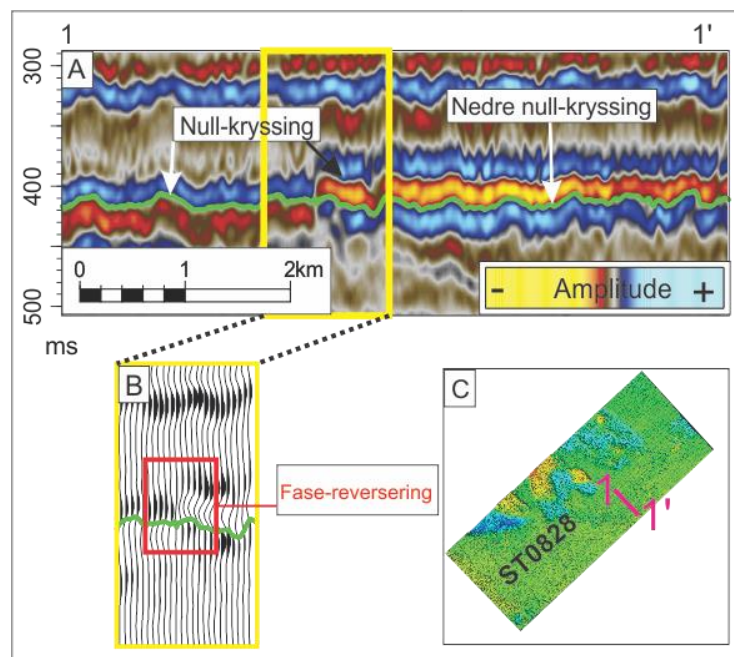 1 1'
A
300
Null-kryssing
Nedre null-kryssing
400
0 1 2km
- Amplitude +
500
ms
B
C
Fase-reversering
1 1'
ST0828